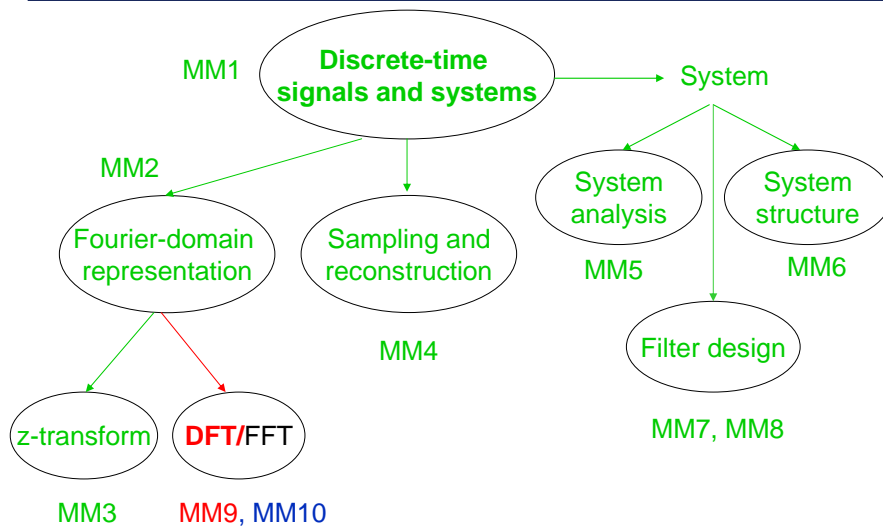 MM1
Discrete-time
signals and systems
System
MM2
Fourier-domain
representation
Sampling and
reconstruction
System
analysis
System
structure
MM5
MM6
MM4
Filter design
z-transform
DFT/FFT
MM7, MM8
MM3
MM9, MM10